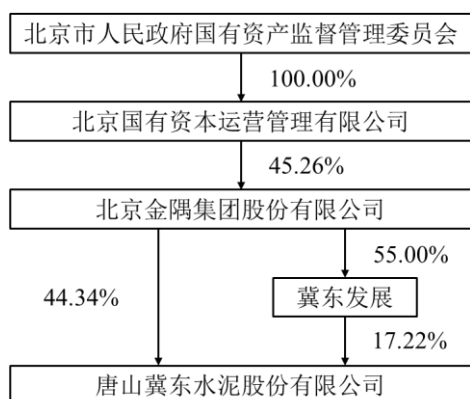 北京市人民政府国有资产监督管理委员会
100.00%
北京国有资本运营管理有限公司
45.26%
北京金隅集团股份有限公司
55.00%
44.34%
冀东发展
17.22%
唐山冀东水泥股份有限公司